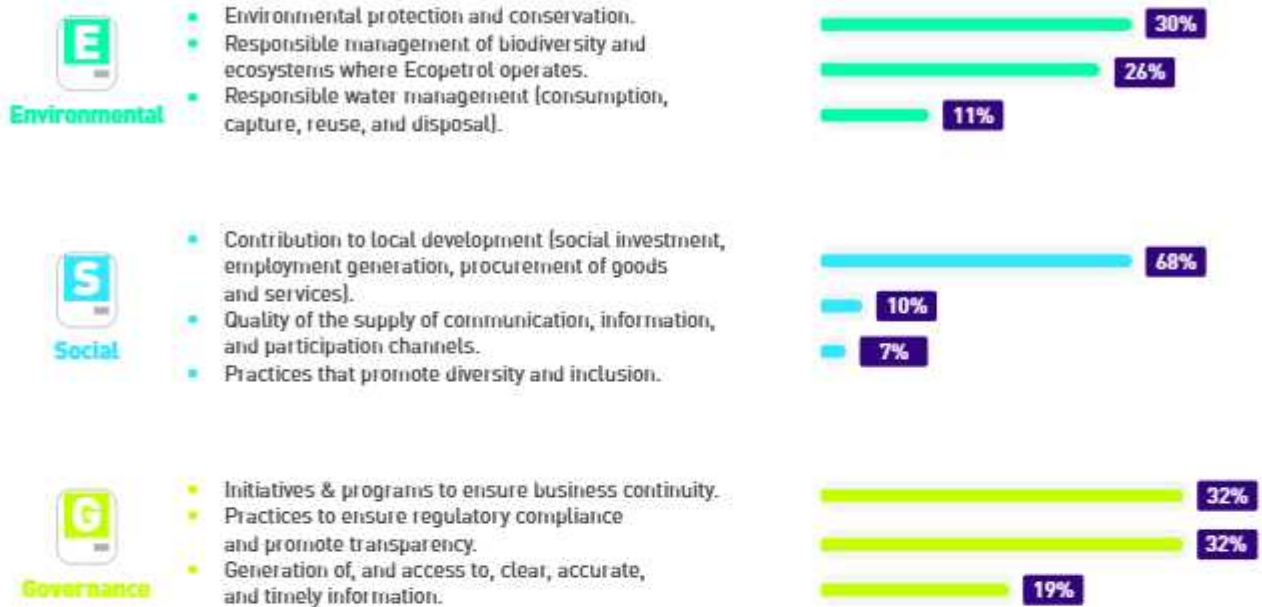 E
Environmental
Environmental protection and conservation.
Responsible management of biodiversity and
ecosystems where Ecopetrol operates.
Responsible water management (consumption,
capture, reuse, and disposal).
30%
26%
11%
S
Social
Contribution to local development (social investment,
employment generation, procurement of goods
and services).
Quality of the supply of communication, information,
and participation channels.
Practices that promote diversity and inclusion.
68%
10%
7%
G
Governance
Initiatives & programs to ensure business continuity.
Practices to ensure regulatory compliance
and promote transparency.
Generation of, and access to, clear, accurate,
and timely information.
32%
32%
19%